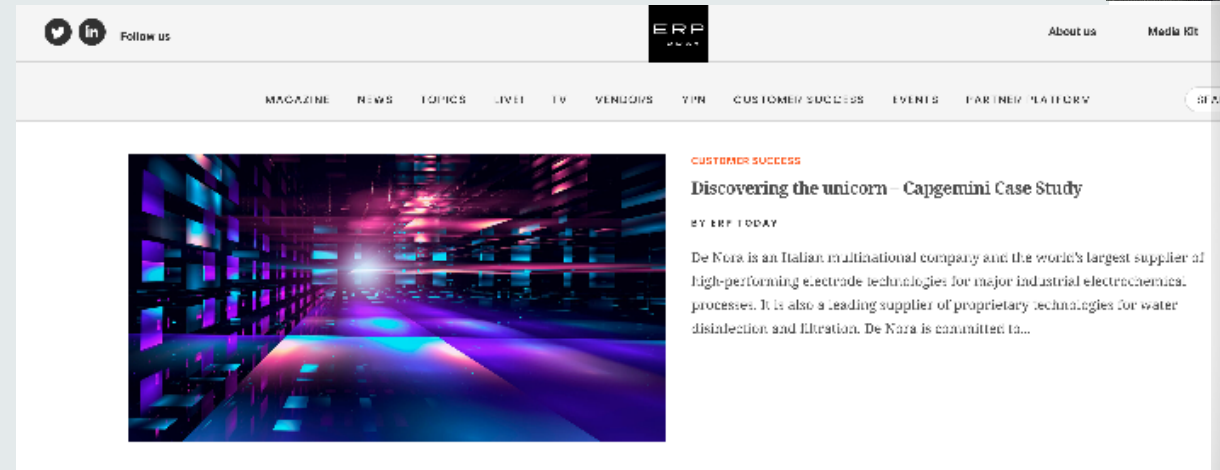 Follow us
ERP
TODAY
About us
Media Kit
MAGAZINE NEWS TOPICS LIVE! TV VENDORS YPN CUSTOMER SUCCESS EVENTS PARTNER PLATFORM
CUSTOMER SUCCESS
Discovering the unicorn – Capgemini Case Study
BY ERP TODAY
De Nora is an Italian multinational company and the world's largest supplier of
high-performing electrode technologies for major industrial electrochemical
processes. It is also a leading supplier of proprietary technologies for water
disinfection and filtration. De Nora is committed to...